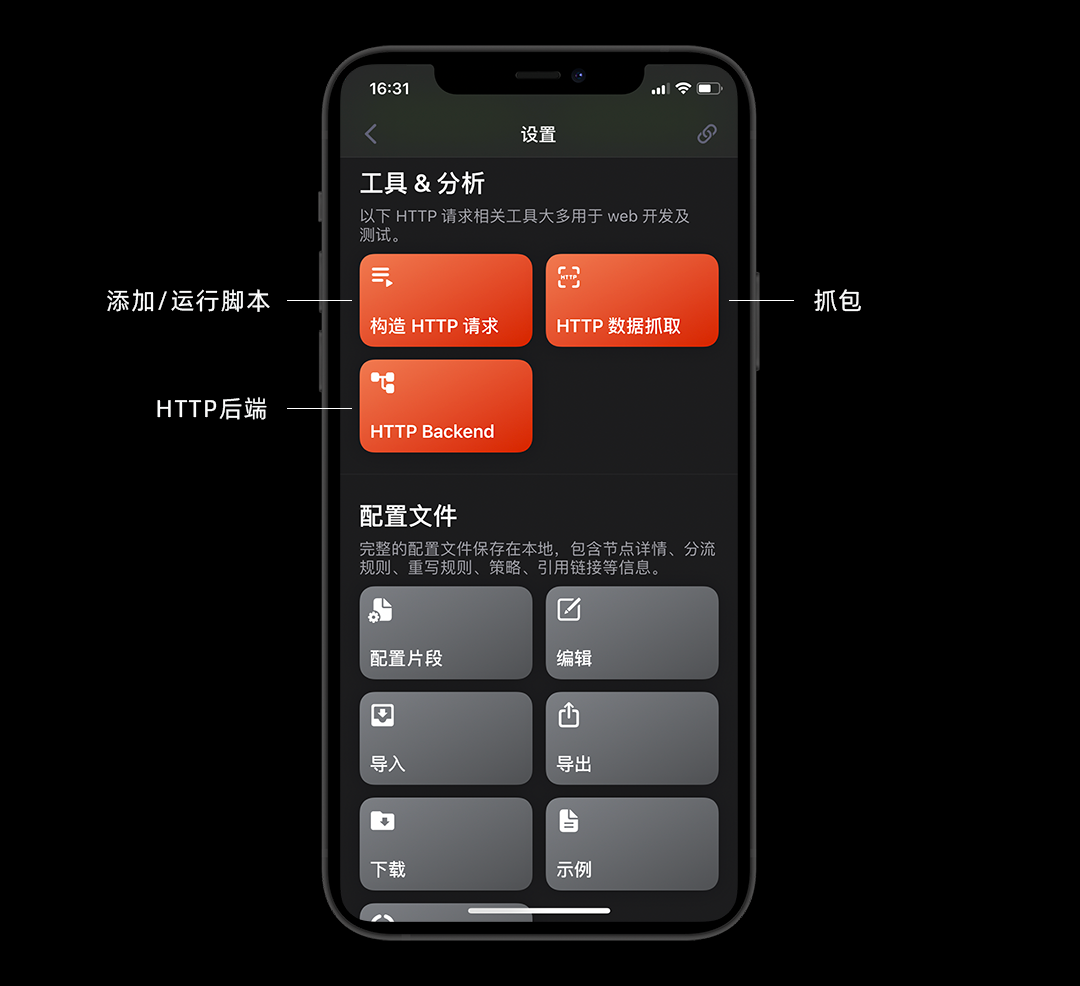 16:31
设置
工具 & 分析
以下 HTTP 请求相关工具大多用于 web 开发及
测试。
添加/运行脚本
构造 HTTP 请求
HTTP
HTTP 数据抓取
抓包
HTTP后端
HTTP Backend
配置文件
完整的配置文件保存在本地，包含节点详情、分流
规则、重写规则、策略、引用链接等信息。
配置片段
编辑
导入
导出
下载
示例